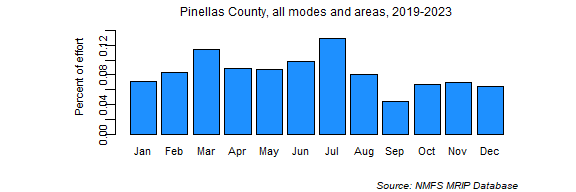 Pinellas County, all modes and areas, 2019-2023
Percent of effort
0.00 0.04 0.08 0.12
Jan Feb Mar Apr May Jun Jul Aug Sep Oct Nov Dec
Source: NMFS MRIP Database